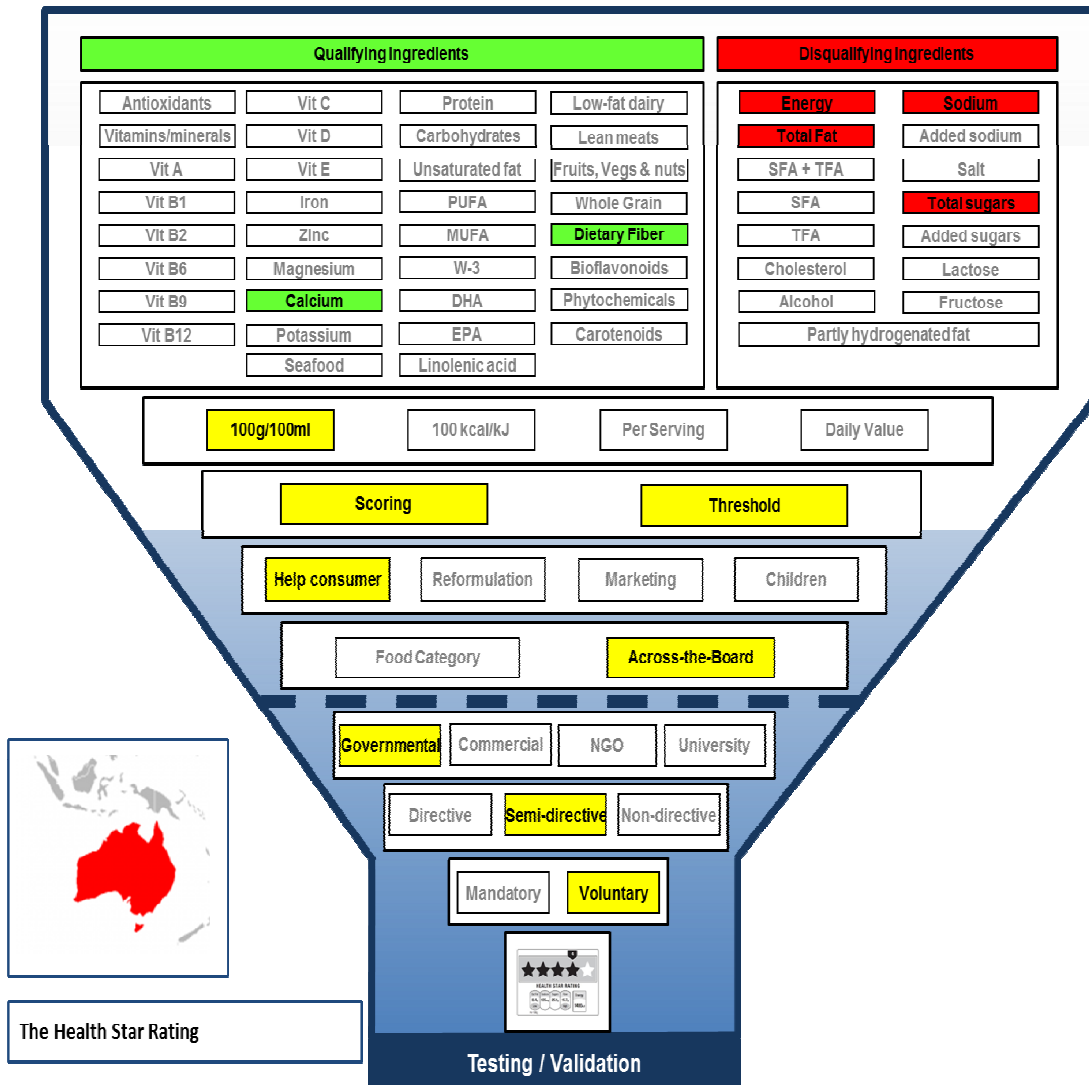 Qualifying Ingredients
Disqualifying Ingredients
Antioxidants Vit C Protein Low-fat dairy Energy Sodium
Vitamins/minerals Vit D Carbohydrates Lean meats Total Fat Added sodium
Vit A Vit E Unsaturated fat Fruits, Vegs & nuts SFA + TFA Salt
Vit B1 Iron PUFA Whole Grain SFA Total sugars
Vit B2 Zinc MUFA Dietary Fiber TFA Added sugars
Vit B6 Magnesium W-3 Bioflavonoids Cholesterol Lactose
Vit B9 Calcium DHA Phytochemicals Alcohol Fructose
Vit B12 Potassium EPA Carotenoids Partly hydrogenated fat
Seafood Linolenic acid
100g/100ml 100 kcal/kJ Per Serving Daily Value
Scoring Threshold
Help consumer Reformulation Marketing Children
Food Category Across-the-Board
Governmental Commercial NGO University
Directive Semi-directive Non-directive
Mandatory Voluntary
HEALTH STAR RATING
The Health Star Rating
Testing / Validation